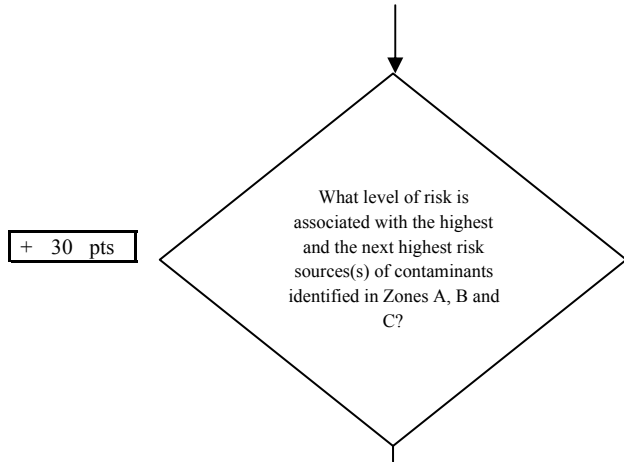 What level of risk is
associated with the highest
+ 30 pts
and the next highest risk
sources(s) of contaminants
identified in Zones A, B and
C?